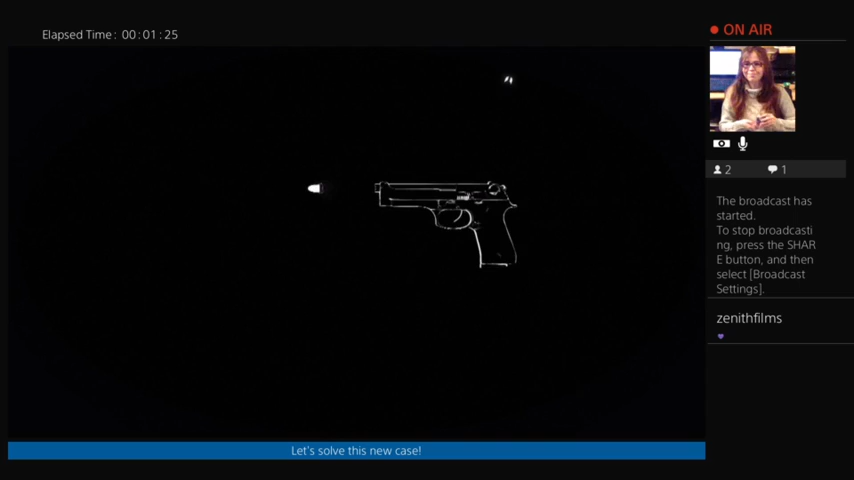 Elapsed Time: 00:01:25
ON AIR
2
1
The broadcast has
started.
To stop broadcasti
ng, press the SHAR
E button, and then
select [Broadcast
Settings].
zenithfilms
Let's solve this new case!